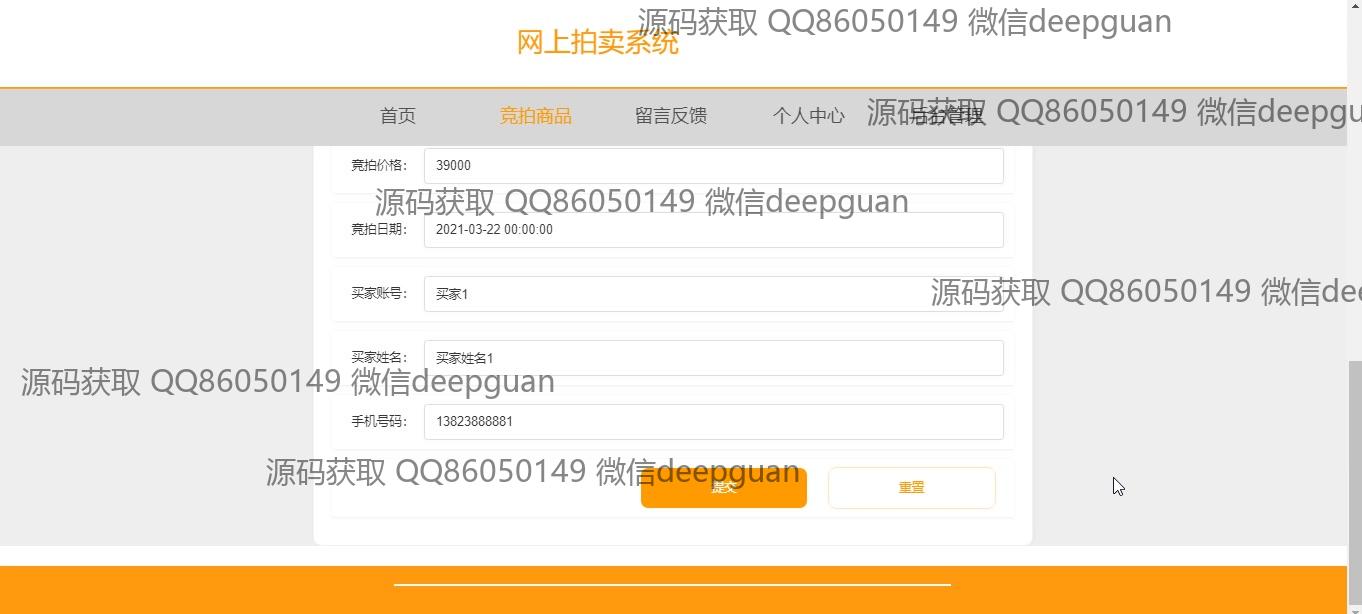 源码获取 QQ86050149 微信deepguan
网上拍卖系统
首页 竞拍商品 留言反馈 个人中心 后台管理
源码获取 QQ86050149 微信deepgu
竞拍价格： 39000
源码获取 QQ86050149 微信deepguan
竞拍日期： 2021-03-22 00:00:00
买家账号： 买家1
源码获取 QQ86050149 微信dee
买家姓名： 买家姓名1
源码获取 QQ86050149 微信deepguan
手机号码： 13823888881
源码获取 QQ86050149 微信deepguan
提交 重置